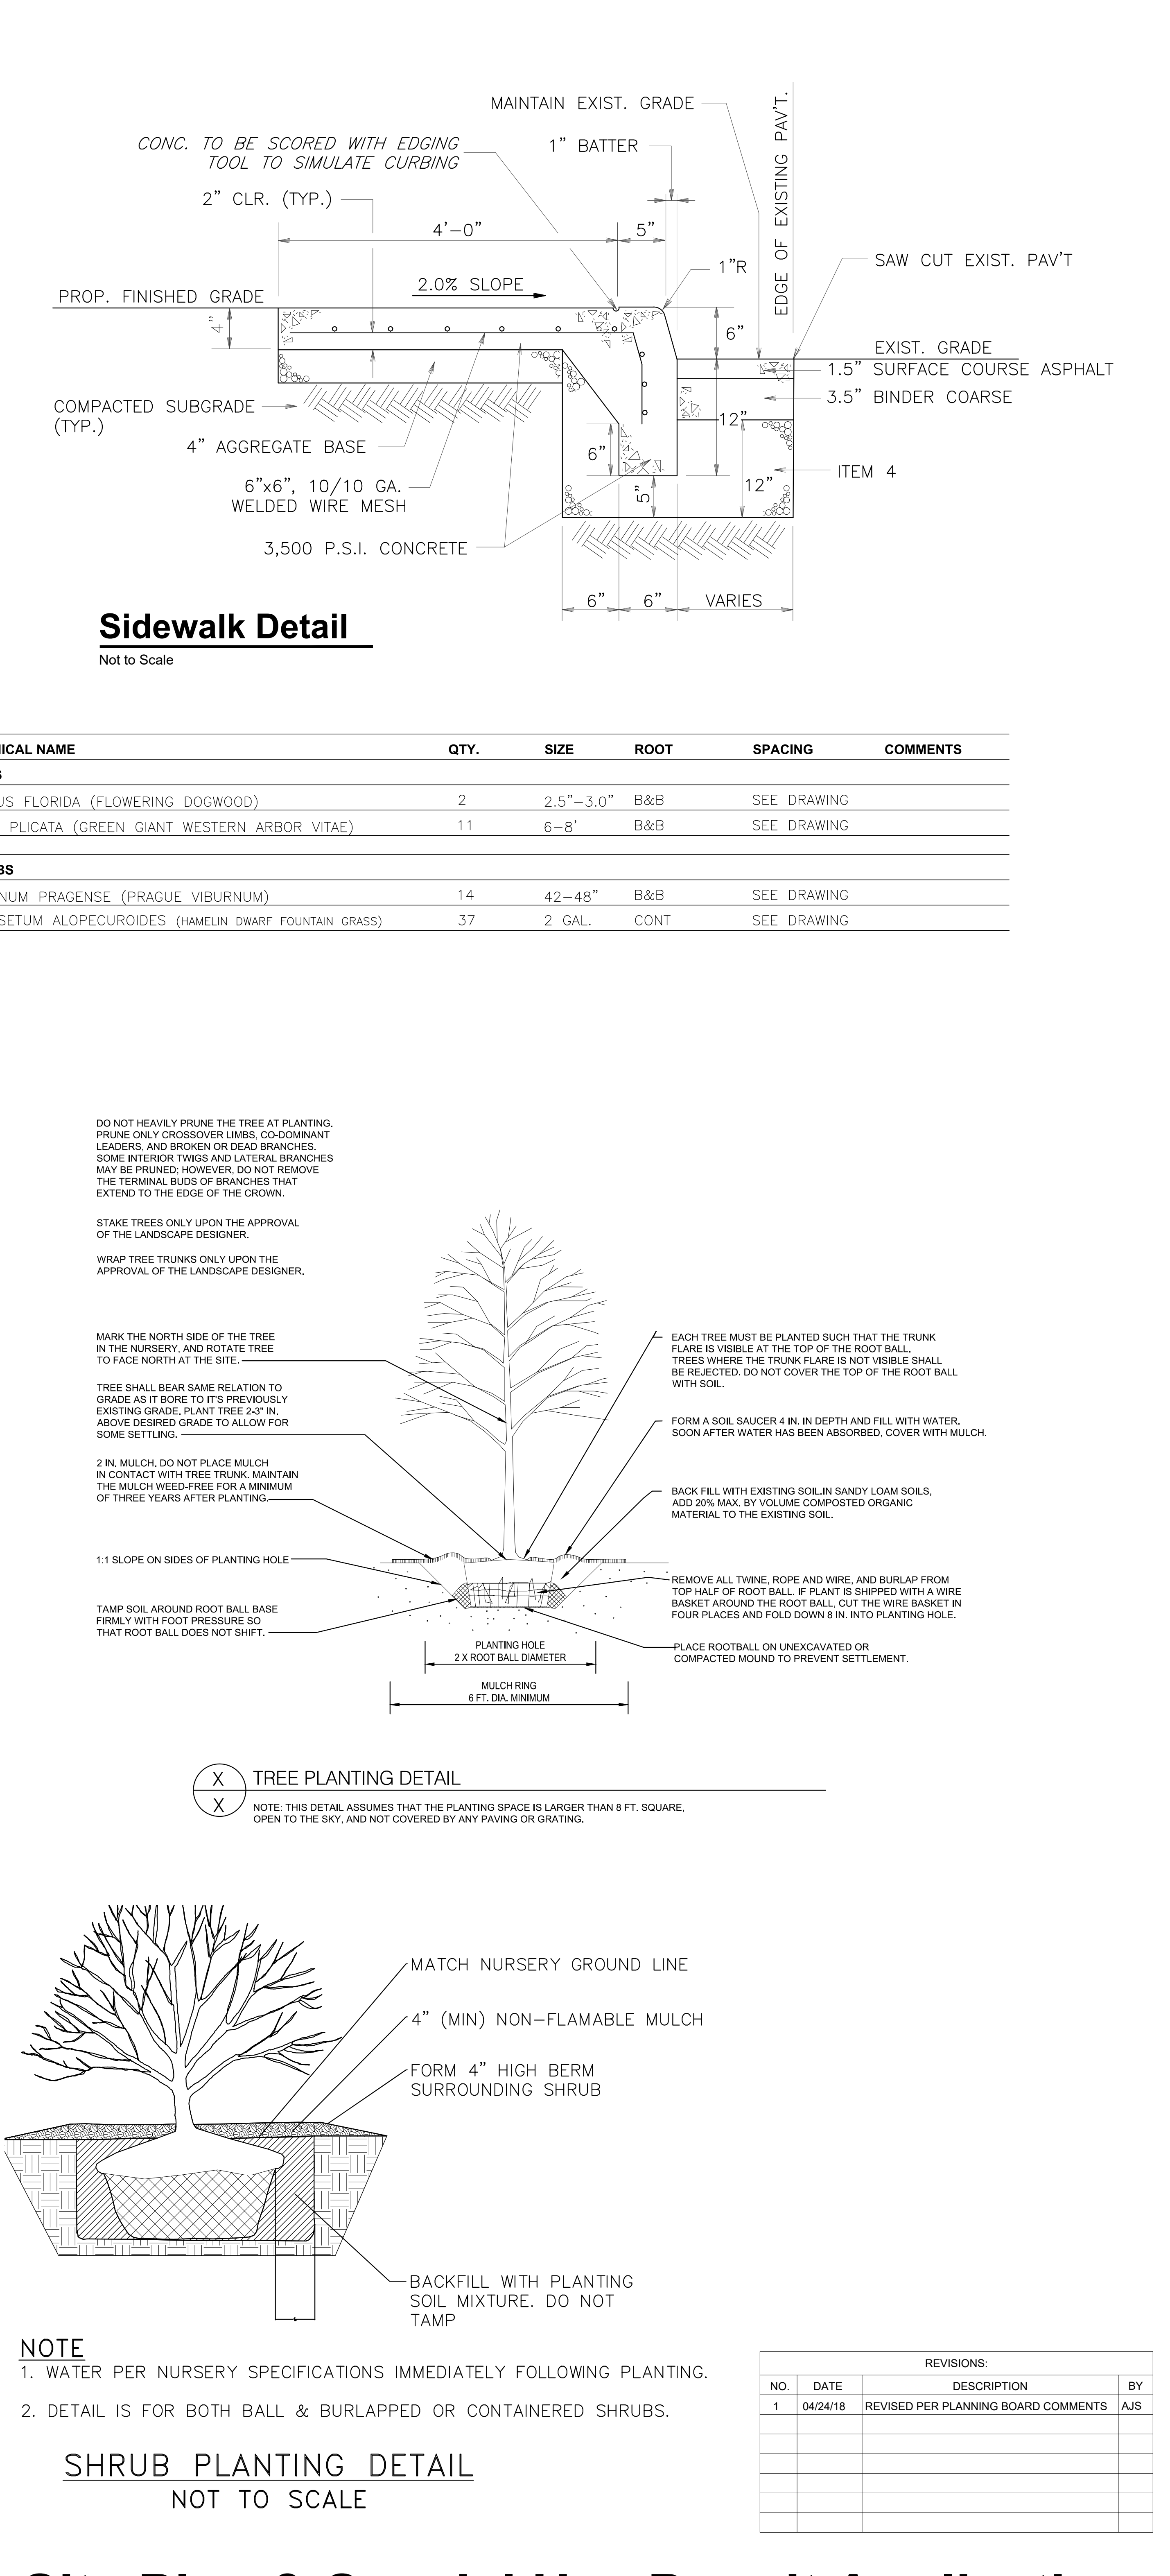 MAINTAIN EXIST. GRADE
EDGE OF EXISTING PAV'T.
CONC. TO BE SCORED WITH EDGING
TOOL TO SIMULATE CURBING
1" BATTER
2" CLR. (TYP.)
4'-0"
5"
SAW CUT EXIST. PAV'T
1"R
2.0% SLOPE
PROP. FINISHED GRADE
4"
6"
EXIST. GRADE
1.5" SURFACE COURSE ASPHALT
3.5" BINDER COARSE
COMPACTED SUBGRADE
(TYP.)
12"
4" AGGREGATE BASE
6"
ITEM 4
6"x6", 10/10 GA.
WELDED WIRE MESH
5"
12"
3,500 P.S.I. CONCRETE
6" 6" VARIES
Sidewalk Detail
Not to Scale
ICAL NAME QTY. SIZE ROOT SPACING COMMENTS
S
US FLORIDA (FLOWERING DOGWOOD) 2 2.5"-3.0" B&B SEE DRAWING
PLICATA (GREEN GIANT WESTERN ARBOR VITAE) 11 6-8' B&B SEE DRAWING
BS
NUM PRAGENSE (PRAGUE VIBURNUM) 14 42-48" B&B SEE DRAWING
SETUM ALOPECUROIDES (HAMELIN DWARF FOUNTAIN GRASS) 37 2 GAL. CONT SEE DRAWING
DO NOT HEAVILY PRUNE THE TREE AT PLANTING.
PRUNE ONLY CROSSOVER LIMBS, CO-DOMINANT
LEADERS, AND BROKEN OR DEAD BRANCHES.
SOME INTERIOR TWIGS AND LATERAL BRANCHES
MAY BE PRUNED; HOWEVER, DO NOT REMOVE
THE TERMINAL BUDS OF BRANCHES THAT
EXTEND TO THE EDGE OF THE CROWN.
STAKE TREES ONLY UPON THE APPROVAL
OF THE LANDSCAPE DESIGNER.
WRAP TREE TRUNKS ONLY UPON THE
APPROVAL OF THE LANDSCAPE DESIGNER.
MARK THE NORTH SIDE OF THE TREE
IN THE NURSERY, AND ROTATE TREE
TO FACE NORTH AT THE SITE.
TREE SHALL BEAR SAME RELATION TO
GRADE AS IT BORE TO IT'S PREVIOUSLY
EXISTING GRADE. PLANT TREE 2-3" IN.
ABOVE DESIRED GRADE TO ALLOW FOR
SOME SETTLING.
2 IN. MULCH. DO NOT PLACE MULCH
IN CONTACT WITH TREE TRUNK. MAINTAIN
THE MULCH WEED-FREE FOR A MINIMUM
OF THREE YEARS AFTER PLANTING.
1:1 SLOPE ON SIDES OF PLANTING HOLE
TAMP SOIL AROUND ROOT BALL BASE
FIRMLY WITH FOOT PRESSURE SO
THAT ROOT BALL DOES NOT SHIFT.
EACH TREE MUST BE PLANTED SUCH THAT THE TRUNK
FLARE IS VISIBLE AT THE TOP OF THE ROOT BALL.
TREES WHERE THE TRUNK FLARE IS NOT VISIBLE SHALL
BE REJECTED. DO NOT COVER THE TOP OF THE ROOT BALL
WITH SOIL.
FORM A SOIL SAUCER 4 IN. IN DEPTH AND FILL WITH WATER.
SOON AFTER WATER HAS BEEN ABSORBED, COVER WITH MULCH.
BACK FILL WITH EXISTING SOIL.IN SANDY LOAM SOILS,
ADD 20% MAX. BY VOLUME COMPOSTED ORGANIC
MATERIAL TO THE EXISTING SOIL.
REMOVE ALL TWINE, ROPE AND WIRE, AND BURLAP FROM
TOP HALF OF ROOT BALL. IF PLANT IS SHIPPED WITH A WIRE
BASKET AROUND THE ROOT BALL, CUT THE WIRE BASKET IN
FOUR PLACES AND FOLD DOWN 8 IN. INTO PLANTING HOLE.
PLACE ROOTBALL ON UNEXCAVATED OR
COMPACTED MOUND TO PREVENT SETTLEMENT.
PLANTING HOLE
2 X ROOT BALL DIAMETER
MULCH RING
6 FT. DIA. MINIMUM
X
X
TREE PLANTING DETAIL
NOTE: THIS DETAIL ASSUMES THAT THE PLANTING SPACE IS LARGER THAN 8 FT. SQUARE,
OPEN TO THE SKY, AND NOT COVERED BY ANY PAVING OR GRATING.
MATCH NURSERY GROUND LINE
4" (MIN) NON-FLAMABLE MULCH
FORM 4" HIGH BERM
SURROUNDING SHRUB
BACKFILL WITH PLANTING
SOIL MIXTURE. DO NOT
TAMP
NOTE
1. WATER PER NURSERY SPECIFICATIONS IMMEDIATELY FOLLOWING PLANTING.
2. DETAIL IS FOR BOTH BALL & BURLAPPED OR CONTAINERED SHRUBS.
SHRUB PLANTING DETAIL
NOT TO SCALE
REVISIONS:
NO. DATE DESCRIPTION BY
1 04/24/18 REVISED PER PLANNING BOARD COMMENTS AJS